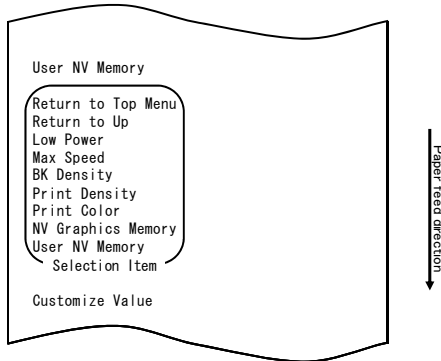 User NV Memory
Return to Top Menu
Return to Up
Low Power
Max Speed
BK Density
Print Density
Print Color
NV Graphics Memory
User NV Memory
Selection Item
Customize Value
Paper feed direction